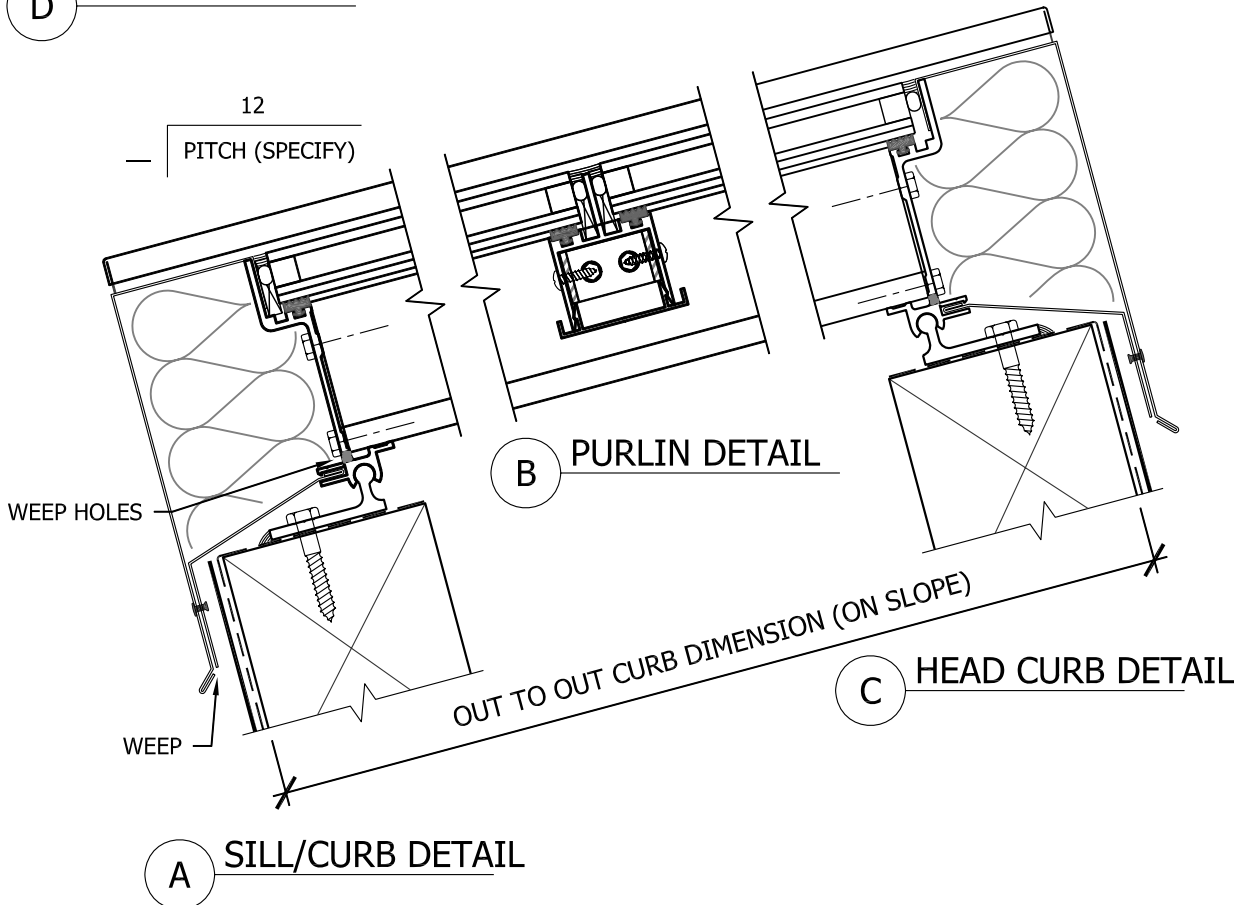 D
12
PITCH (SPECIFY)
B
PURLIN DETAIL
WEEP HOLES
OUT TO OUT CURB DIMENSION (ON SLOPE)
C
HEAD CURB DETAIL
WEEP
A
SILL/CURB DETAIL